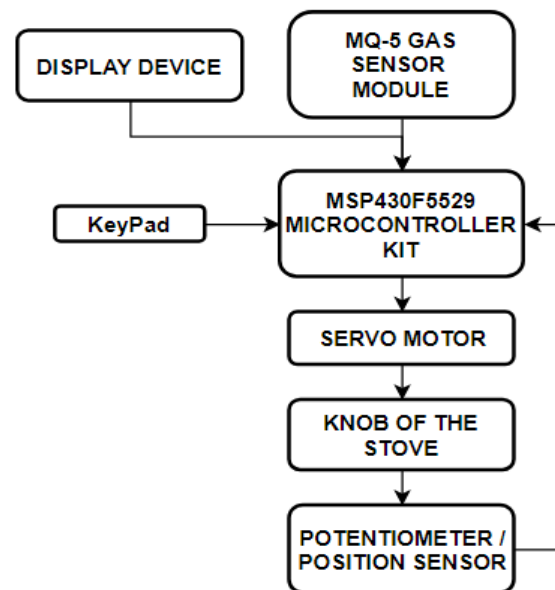 DISPLAY DEVICE
MQ-5 GAS
SENSOR
MODULE
MSP430F5529
MICROCONTROLLER
KIT
KeyPad
SERVO MOTOR
KNOB OF THE
STOVE
POTENTIOMETER /
POSITION SENSOR